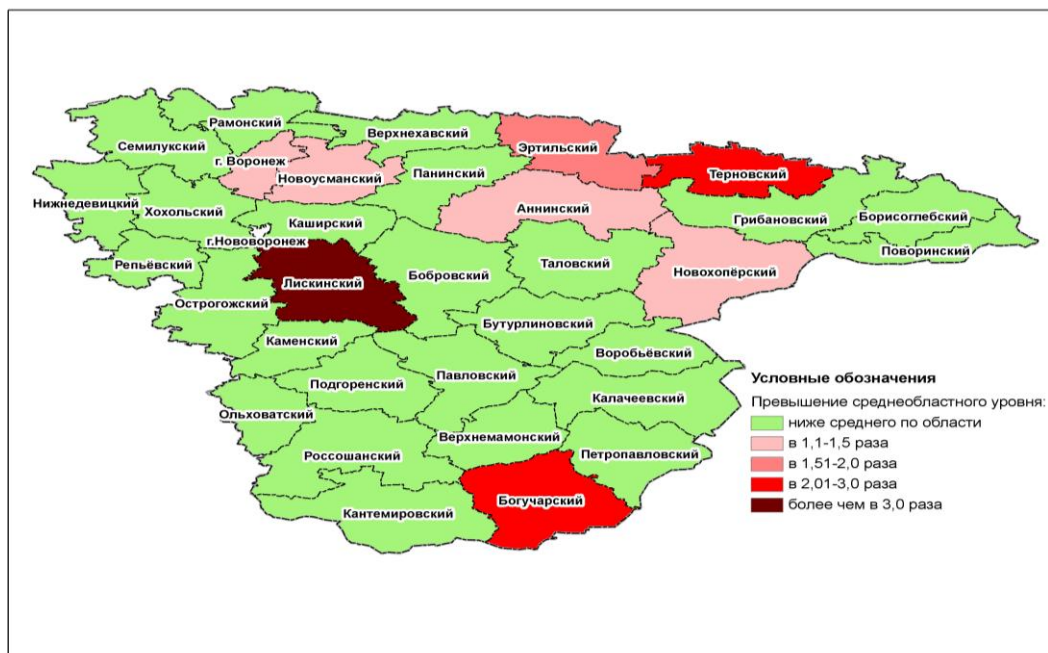 Рамонский
Верхнехавский
Семилукский
Эртильский
г. Воронеж
Терновский
Панинский
Новоусманский
Нижнедевицкий
Хохольский
Аннинский
Каширский
Грибановский
Борисоглебский
г.Нововоронеж
Поворинский
Репьёвский
Таловский
Новохопёрский
Бобровский
Лискинский
Острогожский
Бутурлиновский
Каменский
Воробьёвский
Павловский
Подгоренский
Калачеевский
Ольховатский
Верхнемамонский
Россошанский
Петропавловский
Богучарский
Кантемировский
Условные обозначения
Превышение среднеобластного уровня:
ниже среднего по области
в 1,1-1,5 раза
в 1,51-2,0 раза
в 2,01-3,0 раза
более чем в 3,0 раза